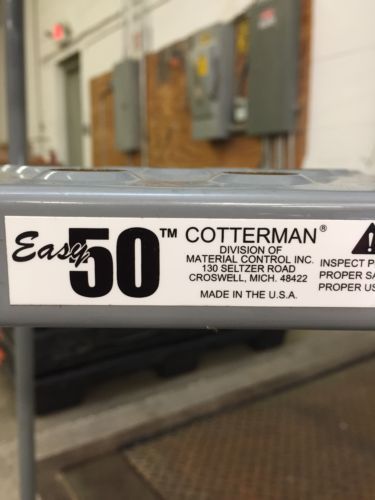 Easy 50™
COTTERMAN®
DIVISION OF
MATERIAL CONTROL INC.
130 SELTZER ROAD
CROSWELL, MICH. 48422
MADE IN THE U.S.A.
INSPECT
PROPER
PROPER